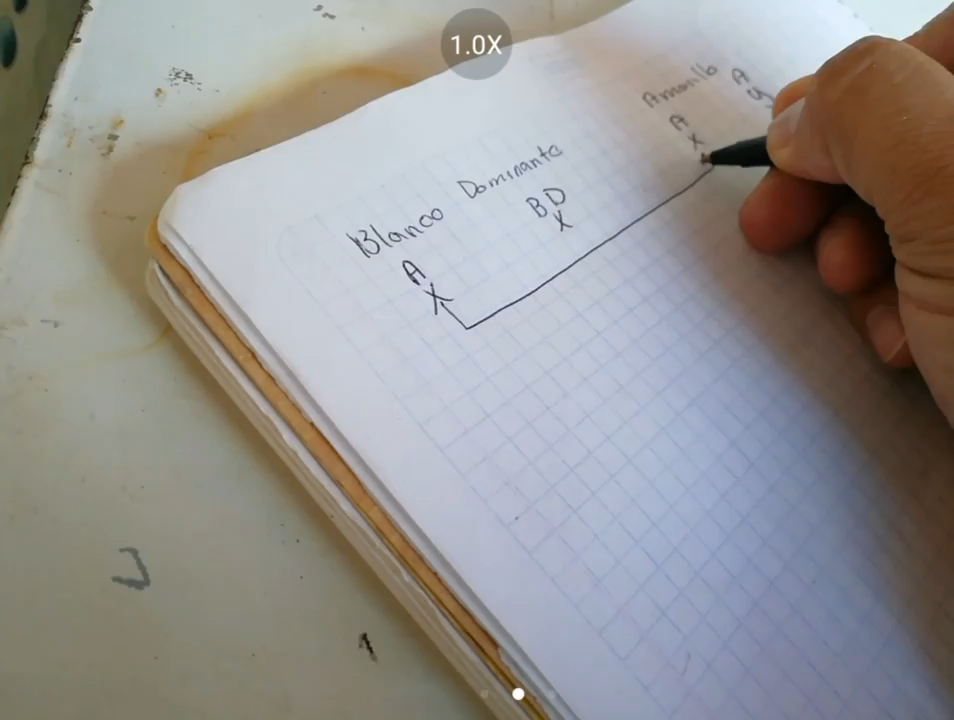 1.0X
Blanco Dominante
A BD
X X
Amarillo
A A
X y